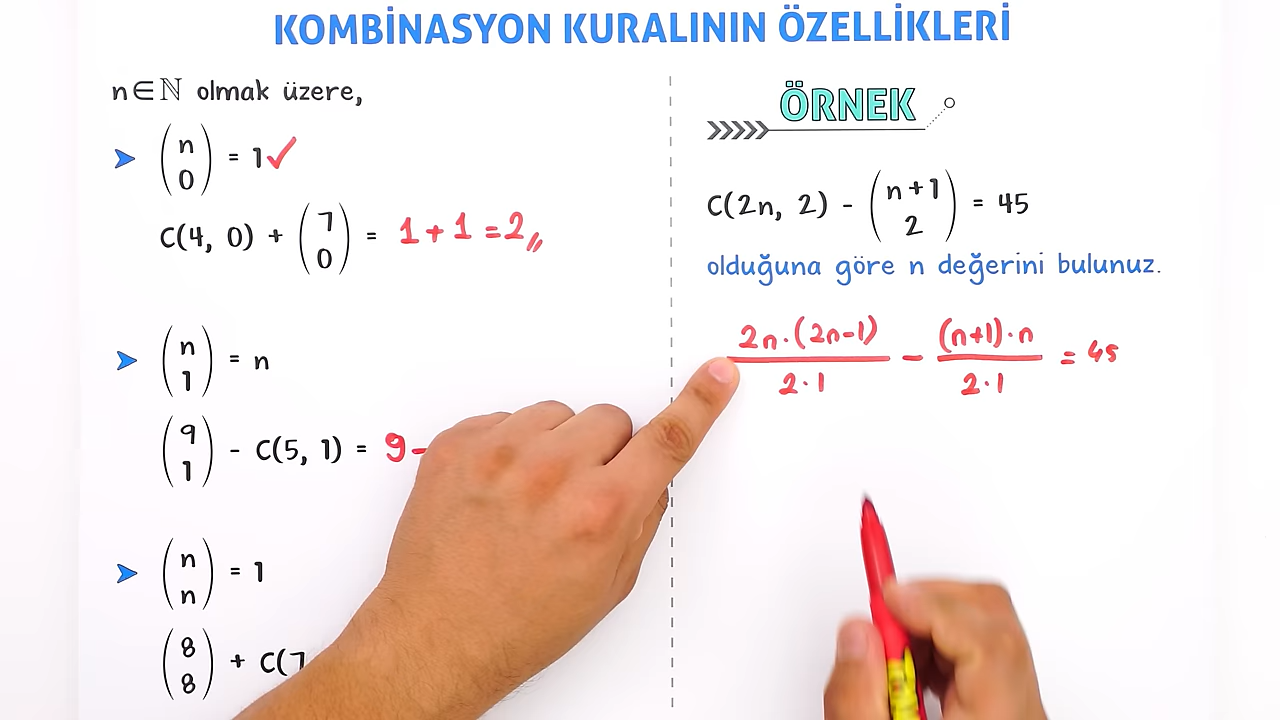 KOMBİNASYON KURALININ ÖZELLİKLERİ
n∈ℕ olmak üzere,
➤ (n 0) = 1✓
C(4, 0) + (7 0) = 1 + 1 = 2,,
➤ (n 1) = n
(9 1) - C(5, 1) = 9-
➤ (n n) = 1
(8 8) + C(7
ÖRNEK
C(2n, 2) - (n+1 2) = 45
olduğuna göre n değerini bulunuz.
2n·(2n-1)/2·1 - (n+1)·n/2·1 = 45